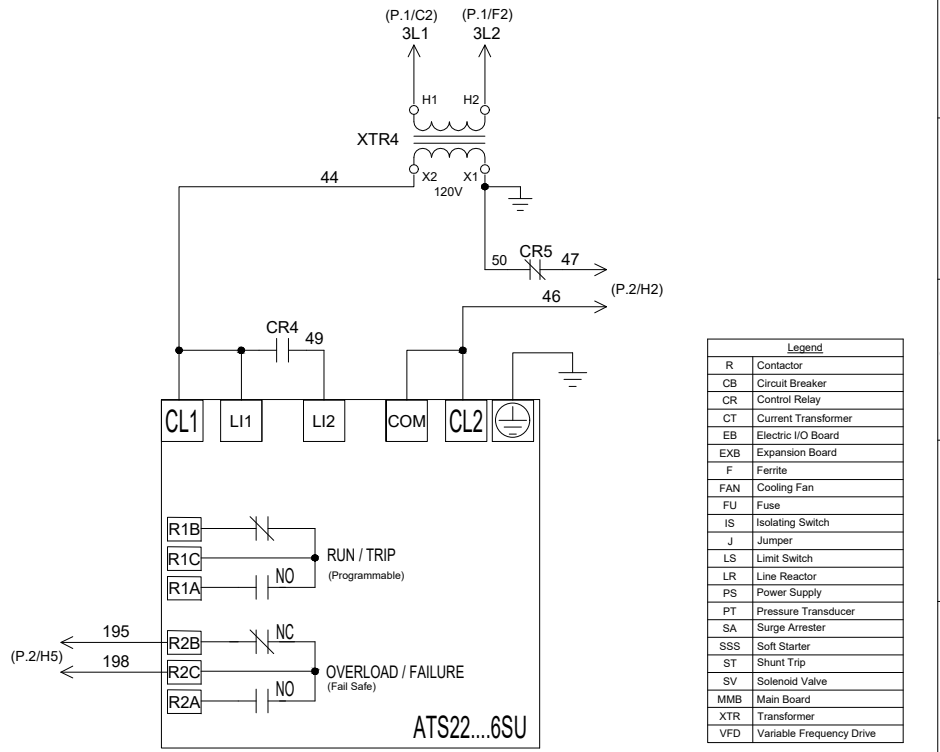 (P.1/C2) (P.1/F2)
3L1 3L2
H1 H2
XTR4
X2 X1
120V
44
50 CR5 47
(P.2/H2)
46
CR4 49
CL1 LI1 LI2 COM CL2
R1B
R1C RUN / TRIP
(Programmable)
R1A NO
195
R2B NC
(P.2/H5)
198
R2C OVERLOAD / FAILURE
(Fail Safe)
R2A NO
ATS22....6SU
Legend
R Contactor
CB Circuit Breaker
CR Control Relay
CT Current Transformer
EB Electric I/O Board
EXB Expansion Board
F Ferrite
FAN Cooling Fan
FU Fuse
IS Isolating Switch
J Jumper
LS Limit Switch
LR Line Reactor
PS Power Supply
PT Pressure Transducer
SA Surge Arrester
SSS Soft Starter
ST Shunt Trip
SV Solenoid Valve
MMB Main Board
XTR Transformer
VFD Variable Frequency Drive